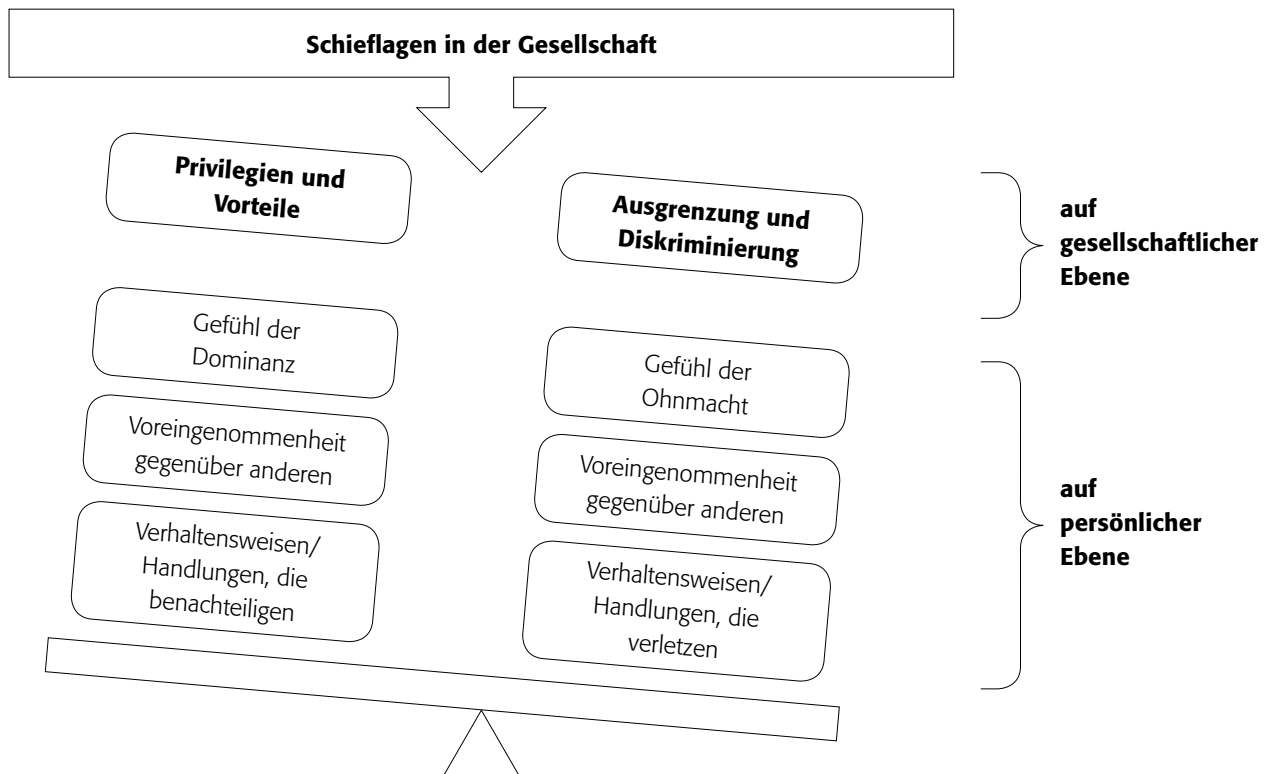 Schieflagen in der Gesellschaft
Privilegien und
Vorteile
Ausgrenzung und
Diskriminierung
auf
gesellschaftlicher
Ebene
Gefühl der
Dominanz
Gefühl der
Ohnmacht
Voreingenommenheit
gegenüber anderen
Voreingenommenheit
gegenüber anderen
Verhaltensweisen/
Handlungen, die
benachteiligen
Verhaltensweisen/
Handlungen, die
verletzen
auf
persönlicher
Ebene